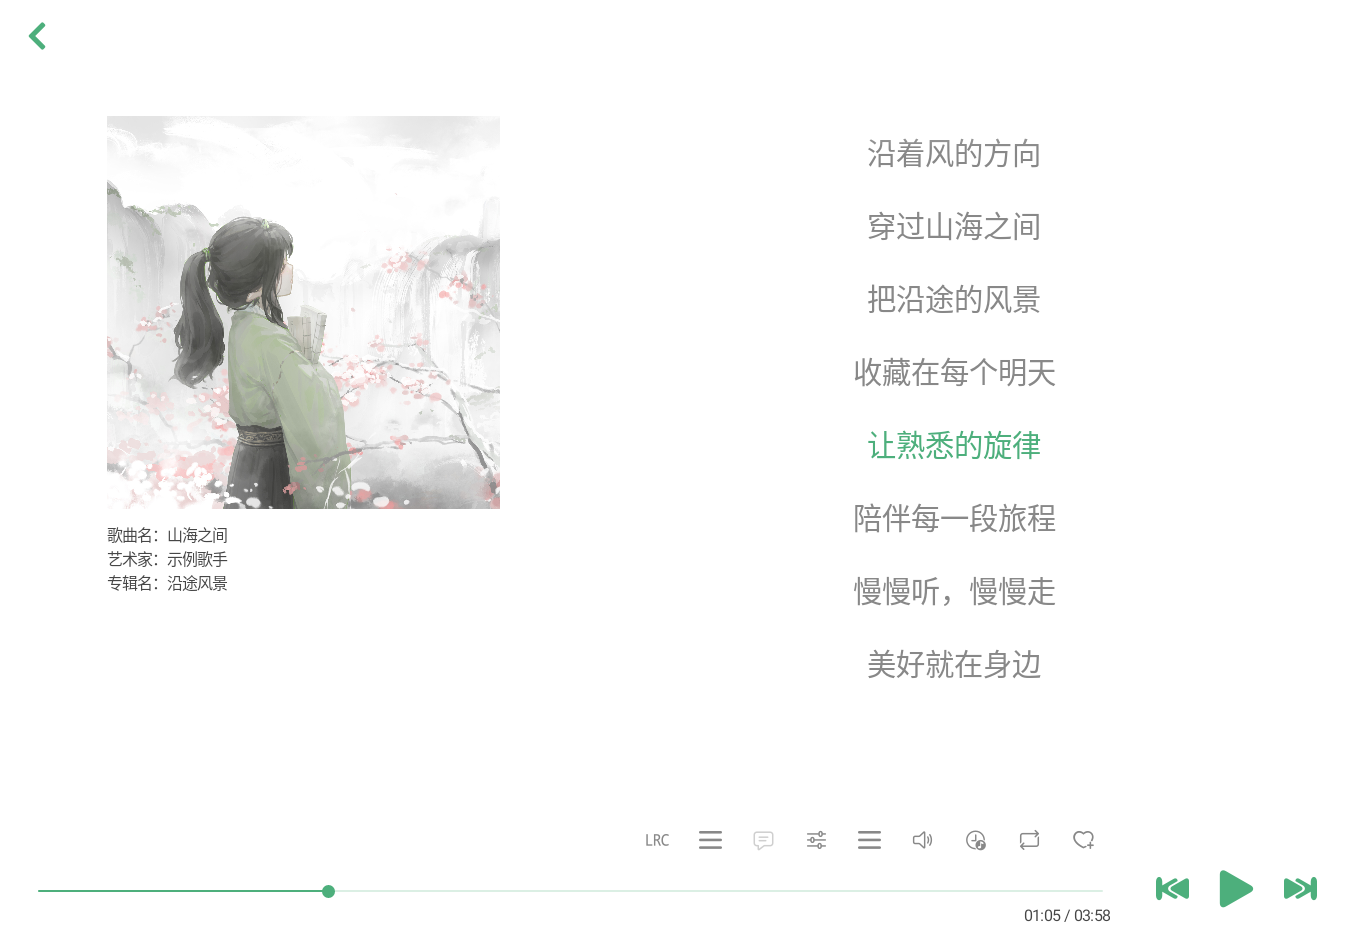 歌曲名：山海之间
艺术家：示例歌手
专辑名：沿途风景
沿着风的方向
穿过山海之间
把沿途的风景
收藏在每个明天
让熟悉的旋律
陪伴每一段旅程
慢慢听，慢慢走
美好就在身边
LRC
01:05 / 03:58